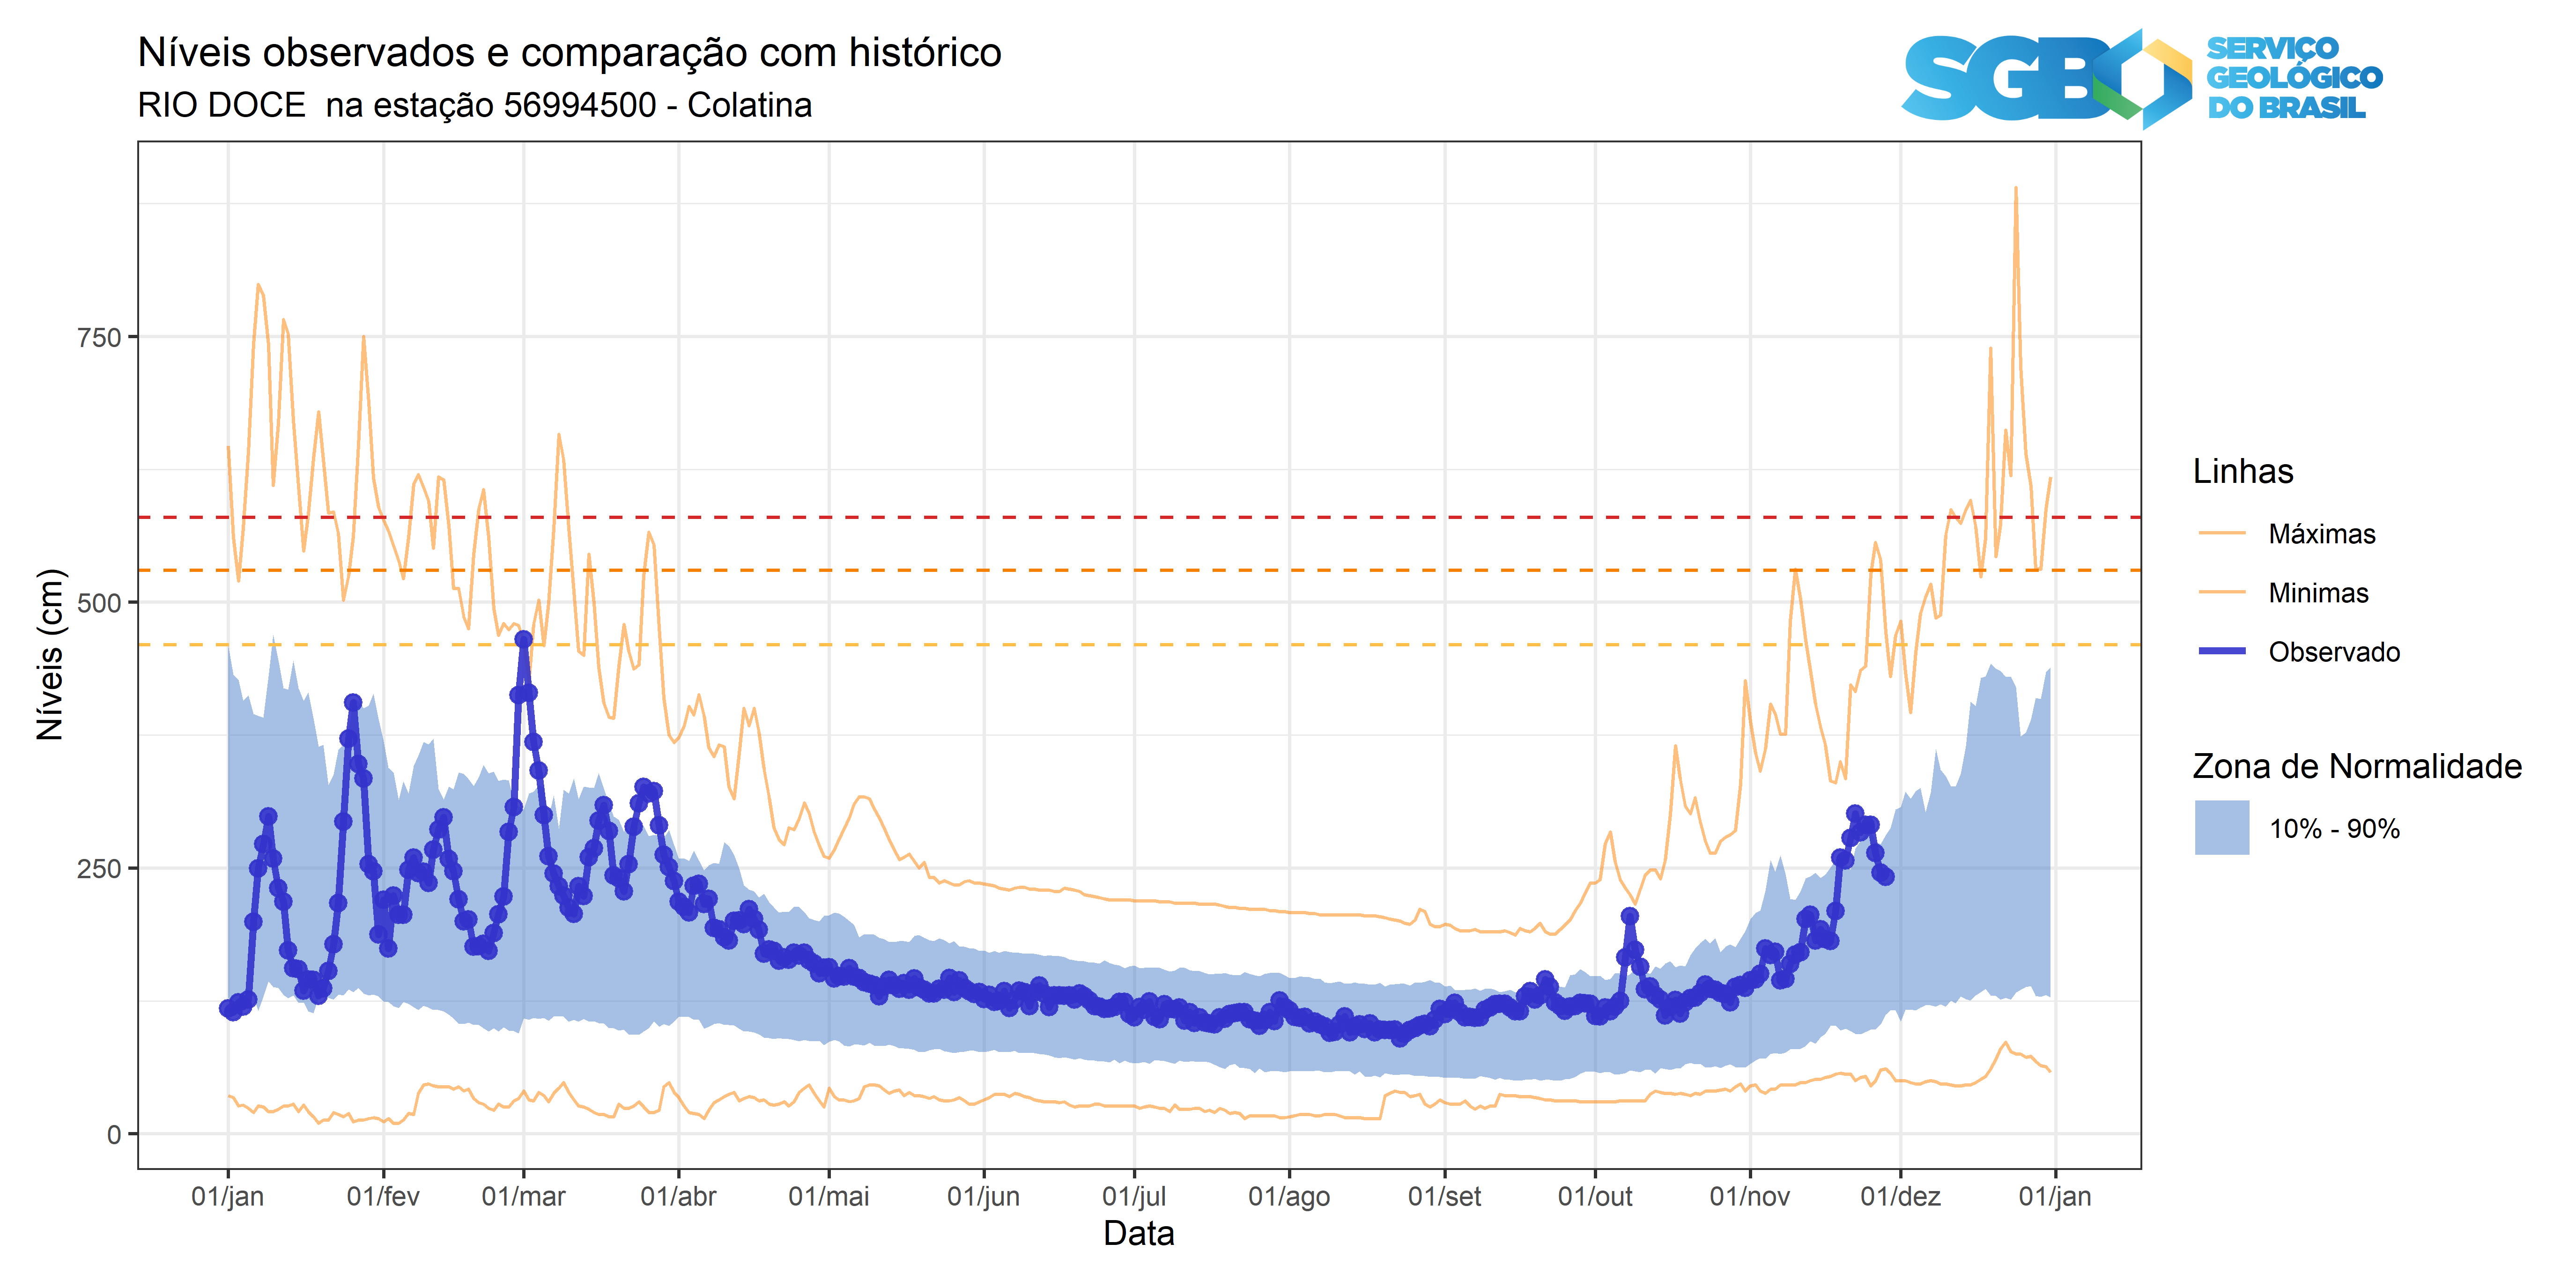 Níveis observados e comparação com histórico
RIO DOCE  na estação 56994500 - Colatina
SGB
SERVIÇO
GEOLÓGICO
DO BRASIL
Níveis (cm)
750
500
250
0
01/jan
01/fev
01/mar
01/abr
01/mai
01/jun
01/jul
01/ago
01/set
01/out
01/nov
01/dez
01/jan
Data
Linhas
Máximas
Minimas
Observado
Zona de Normalidade
10% - 90%